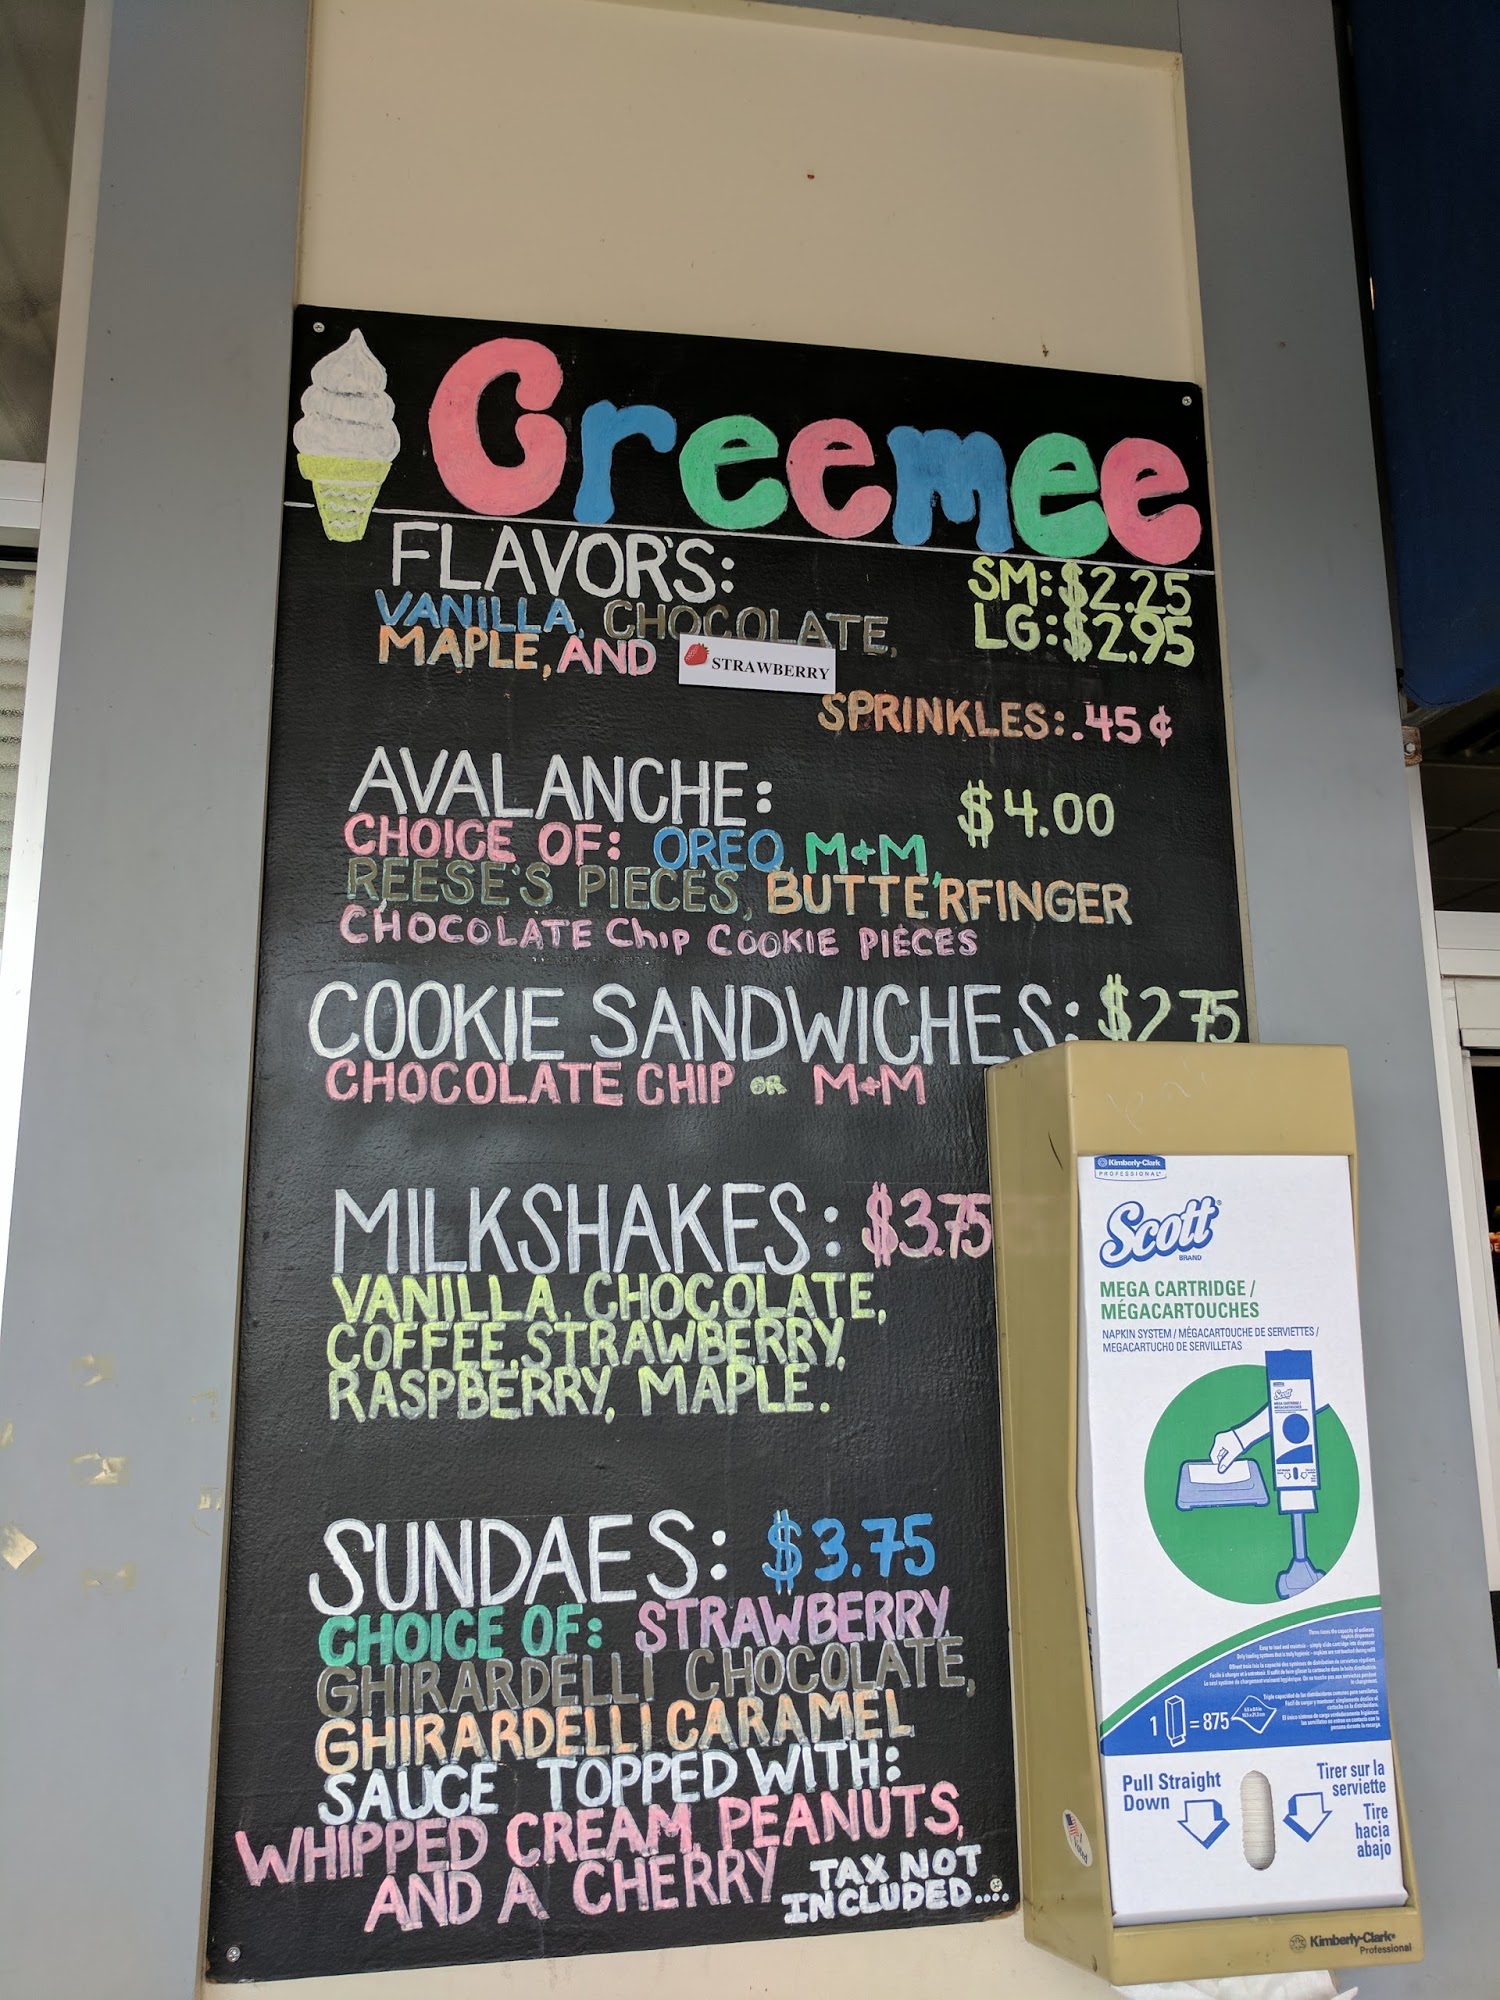 Creemee
FLAVOR'S:
SM: $2.25
VANILLA, CHOCOLATE,
LG: $2.95
MAPLE, AND STRAWBERRY
SPRINKLES: .45¢
AVALANCHE:
$4.00
CHOICE OF: OREO, M+M,
REESE'S PIECES, BUTTERFINGER
CHOCOLATE Chip COOKIE PIECES
COOKIE SANDWICHES: $2.75
CHOCOLATE CHIP OR M+M
MILKSHAKES: $3.75
VANILLA, CHOCOLATE,
COFFEE, STRAWBERRY,
RASPBERRY, MAPLE.
SUNDAES: $3.75
CHOICE OF: STRAWBERRY,
GHIRARDELLI CHOCOLATE,
GHIRARDELLI CARAMEL
SAUCE TOPPED WITH:
WHIPPED CREAM, PEANUTS,
AND A CHERRY
TAX NOT
INCLUDED....
Kimberly-Clark
PROFESSIONAL
Scott
BRAND
MEGA CARTRIDGE /
MÉGACARTOUCHES
NAPKIN SYSTEM / MÉGACARTOUCHE DE SERVIETTES /
MEGACARTUCHO DE SERVILLETAS
Scott
1 = 875
Pull Straight
Down
Tirer sur la
serviette
Tire
hacia
abajo
Voted
Kimberly-Clark
Professional